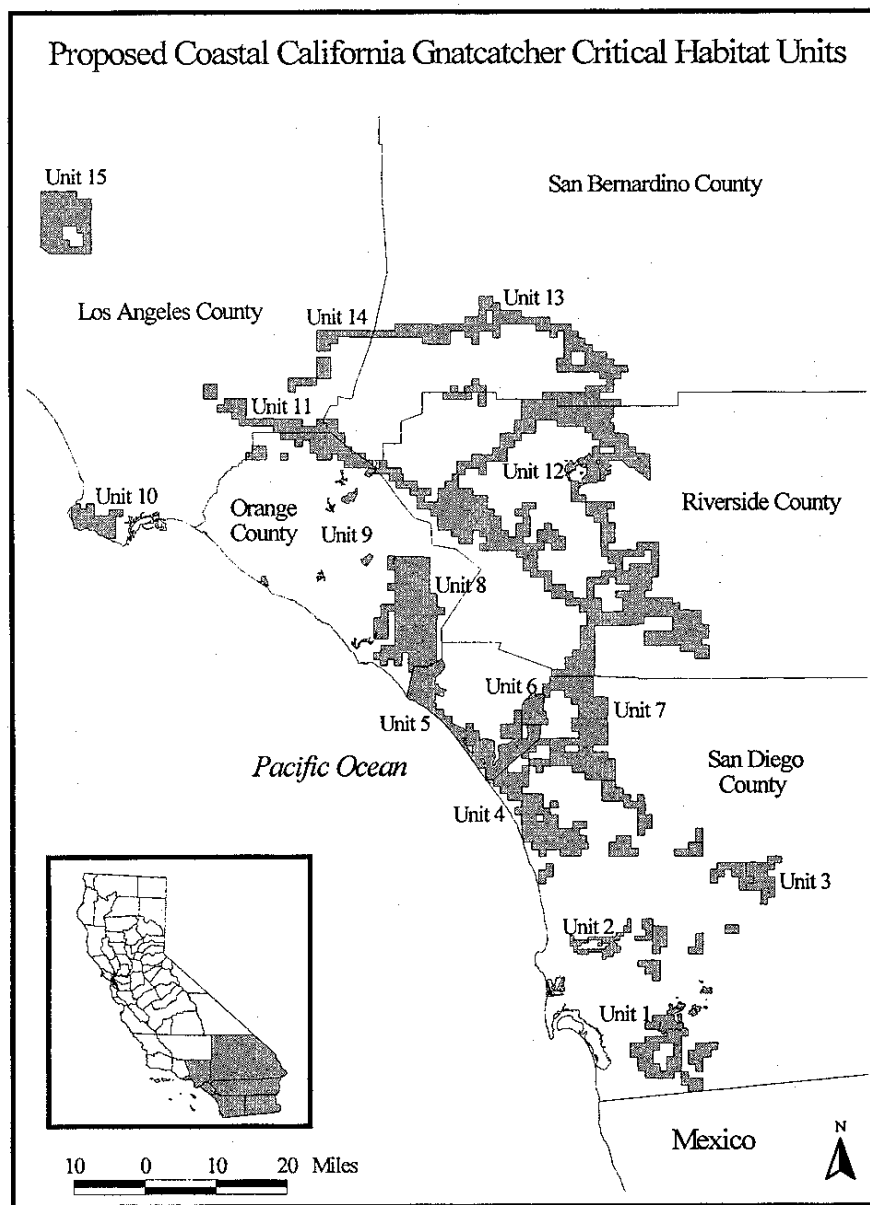 Proposed Coastal California Gnatcatcher Critical Habitat Units
Unit 15
San Bernardino County
Los Angeles County
Unit 14
Unit 13
Unit 11
Unit 12
Unit 10
Orange
County
Unit 9
Riverside County
Unit 8
Unit 6
Unit 5
Unit 7
Pacific Ocean
San Diego
County
Unit 4
Unit 3
Unit 2
Unit 1
Mexico
N
10 0 10 20 Miles